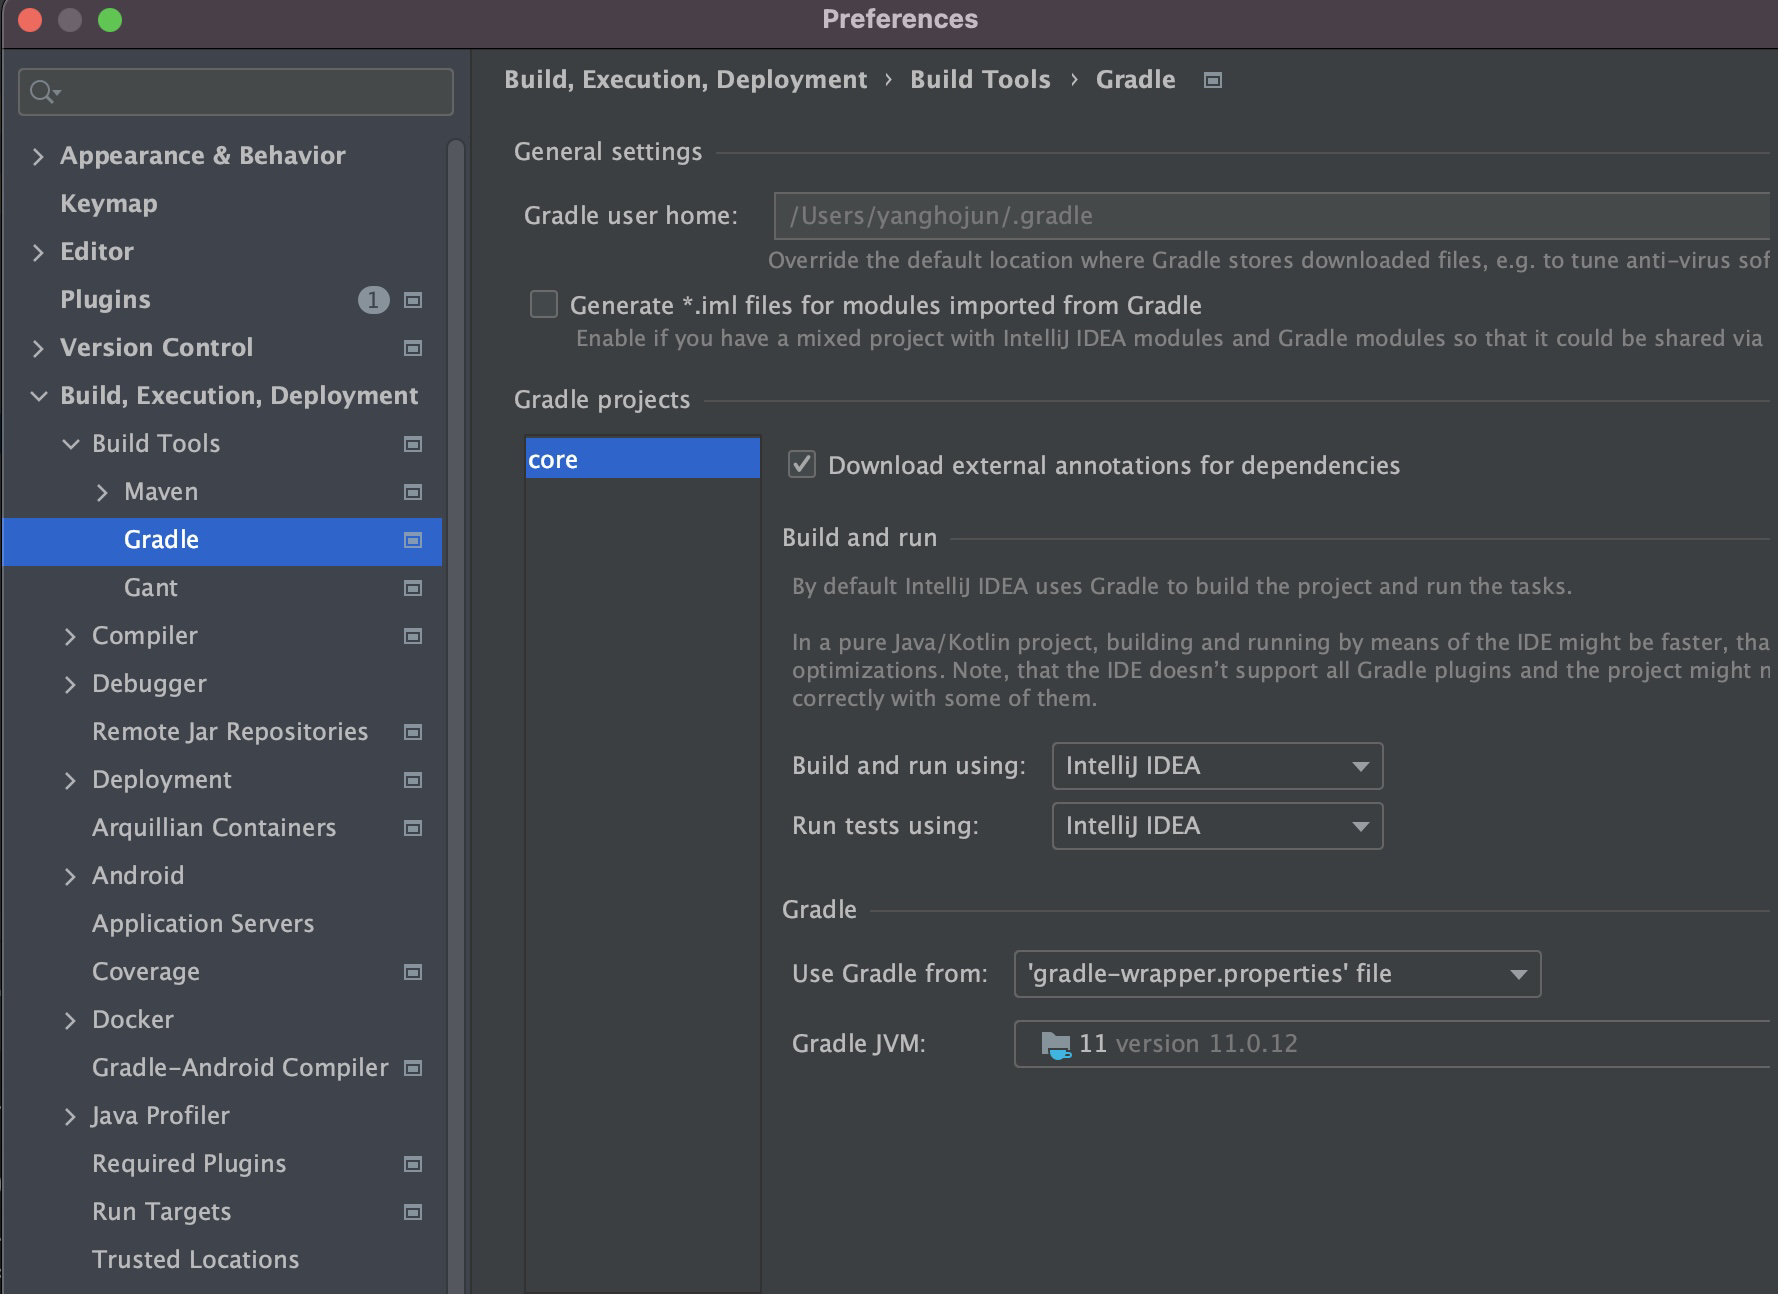 Preferences
Appearance & Behavior
Keymap
Editor
Plugins 1
Version Control
Build, Execution, Deployment
Build Tools
Maven
Gradle
Gant
Compiler
Debugger
Remote Jar Repositories
Deployment
Arquillian Containers
Android
Application Servers
Coverage
Docker
Gradle-Android Compiler
Java Profiler
Required Plugins
Run Targets
Trusted Locations
Build, Execution, Deployment › Build Tools › Gradle
General settings
Gradle user home: /Users/yanghojun/.gradle
Override the default location where Gradle stores downloaded files, e.g. to tune anti-virus sof
Generate *.iml files for modules imported from Gradle
Enable if you have a mixed project with IntelliJ IDEA modules and Gradle modules so that it could be shared via
Gradle projects
core
Download external annotations for dependencies
Build and run
By default IntelliJ IDEA uses Gradle to build the project and run the tasks.
In a pure Java/Kotlin project, building and running by means of the IDE might be faster, tha
optimizations. Note, that the IDE doesn't support all Gradle plugins and the project might n
correctly with some of them.
Build and run using: IntelliJ IDEA
Run tests using: IntelliJ IDEA
Gradle
Use Gradle from: 'gradle-wrapper.properties' file
Gradle JVM: 11 version 11.0.12